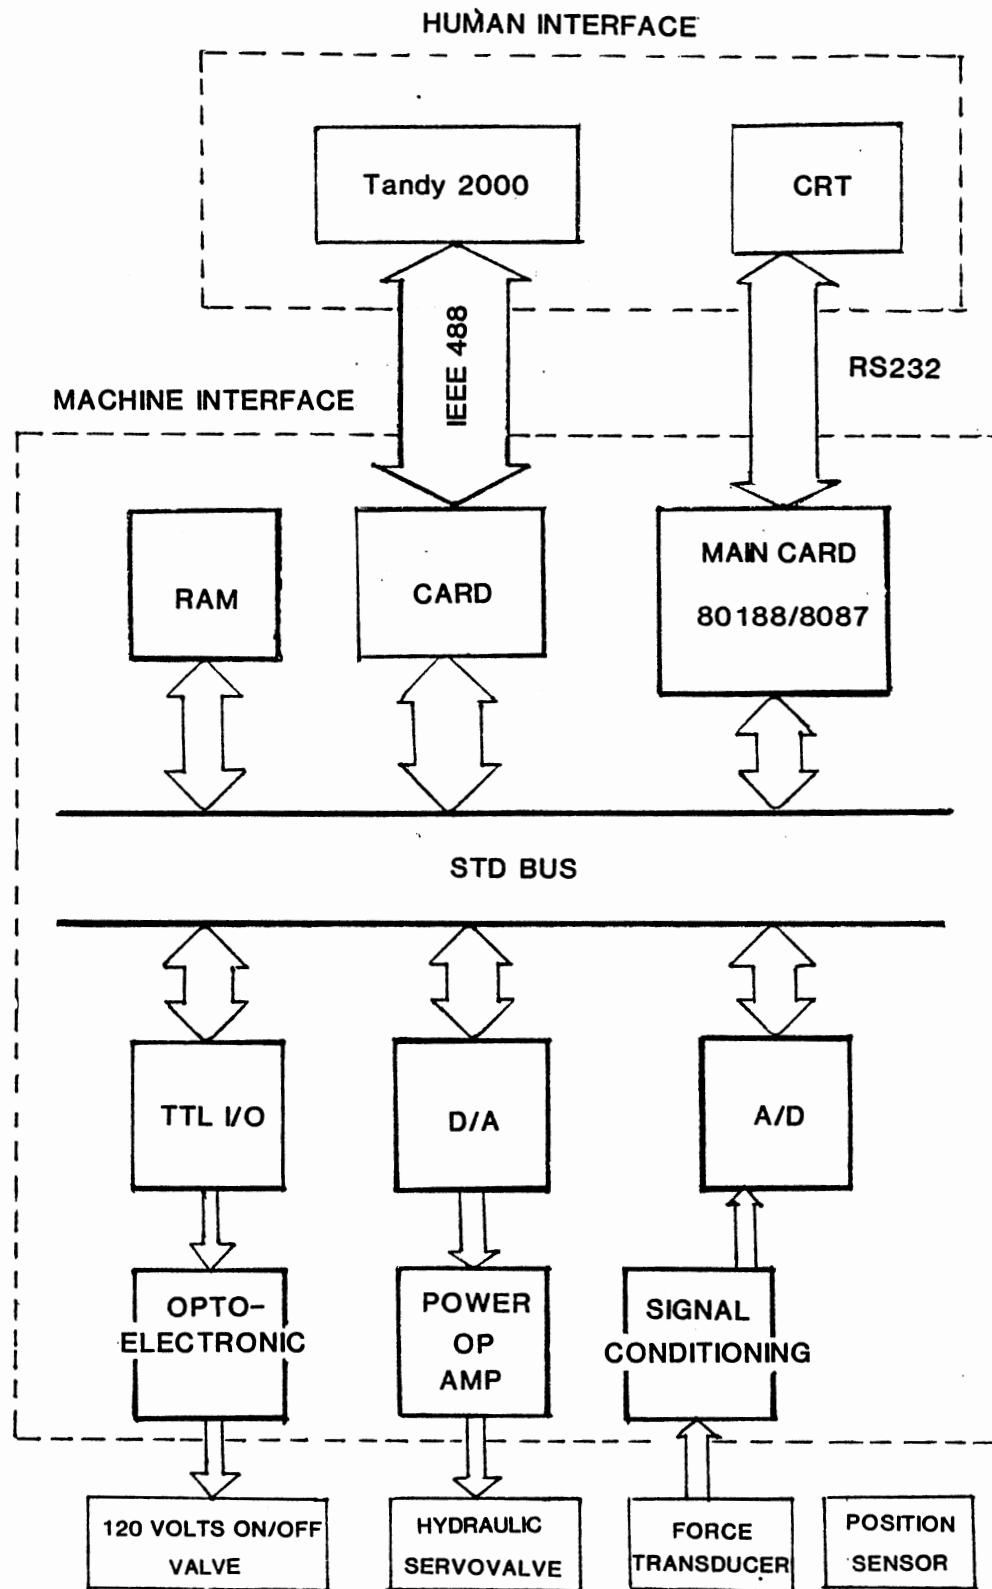 HUMAN INTERFACE
Tandy 2000
CRT
IEEE 488
RS232
MACHINE INTERFACE
RAM
CARD
MAIN CARD
80188/8087
STD BUS
TTL I/O
D/A
A/D
OPTO-
ELECTRONIC
POWER
OP
AMP
SIGNAL
CONDITIONING
120 VOLTS ON/OFF
VALVE
HYDRAULIC
SERVOVALVE
FORCE
TRANSDUCER
POSITION
SENSOR